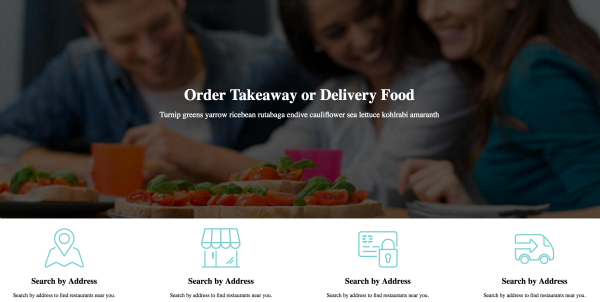 Order Takeaway or Delivery Food
Turnip greens yarrow ricebean rutabaga endive cauliflower sea lettuce kohlrabi amaranth
Search by Address
Search by Address
Search by Address
Search by Address
Search by address to find restaurants near you.
Search by address to find restaurants near you.
Search by address to find restaurants near you.
Search by address to find restaurants near you.